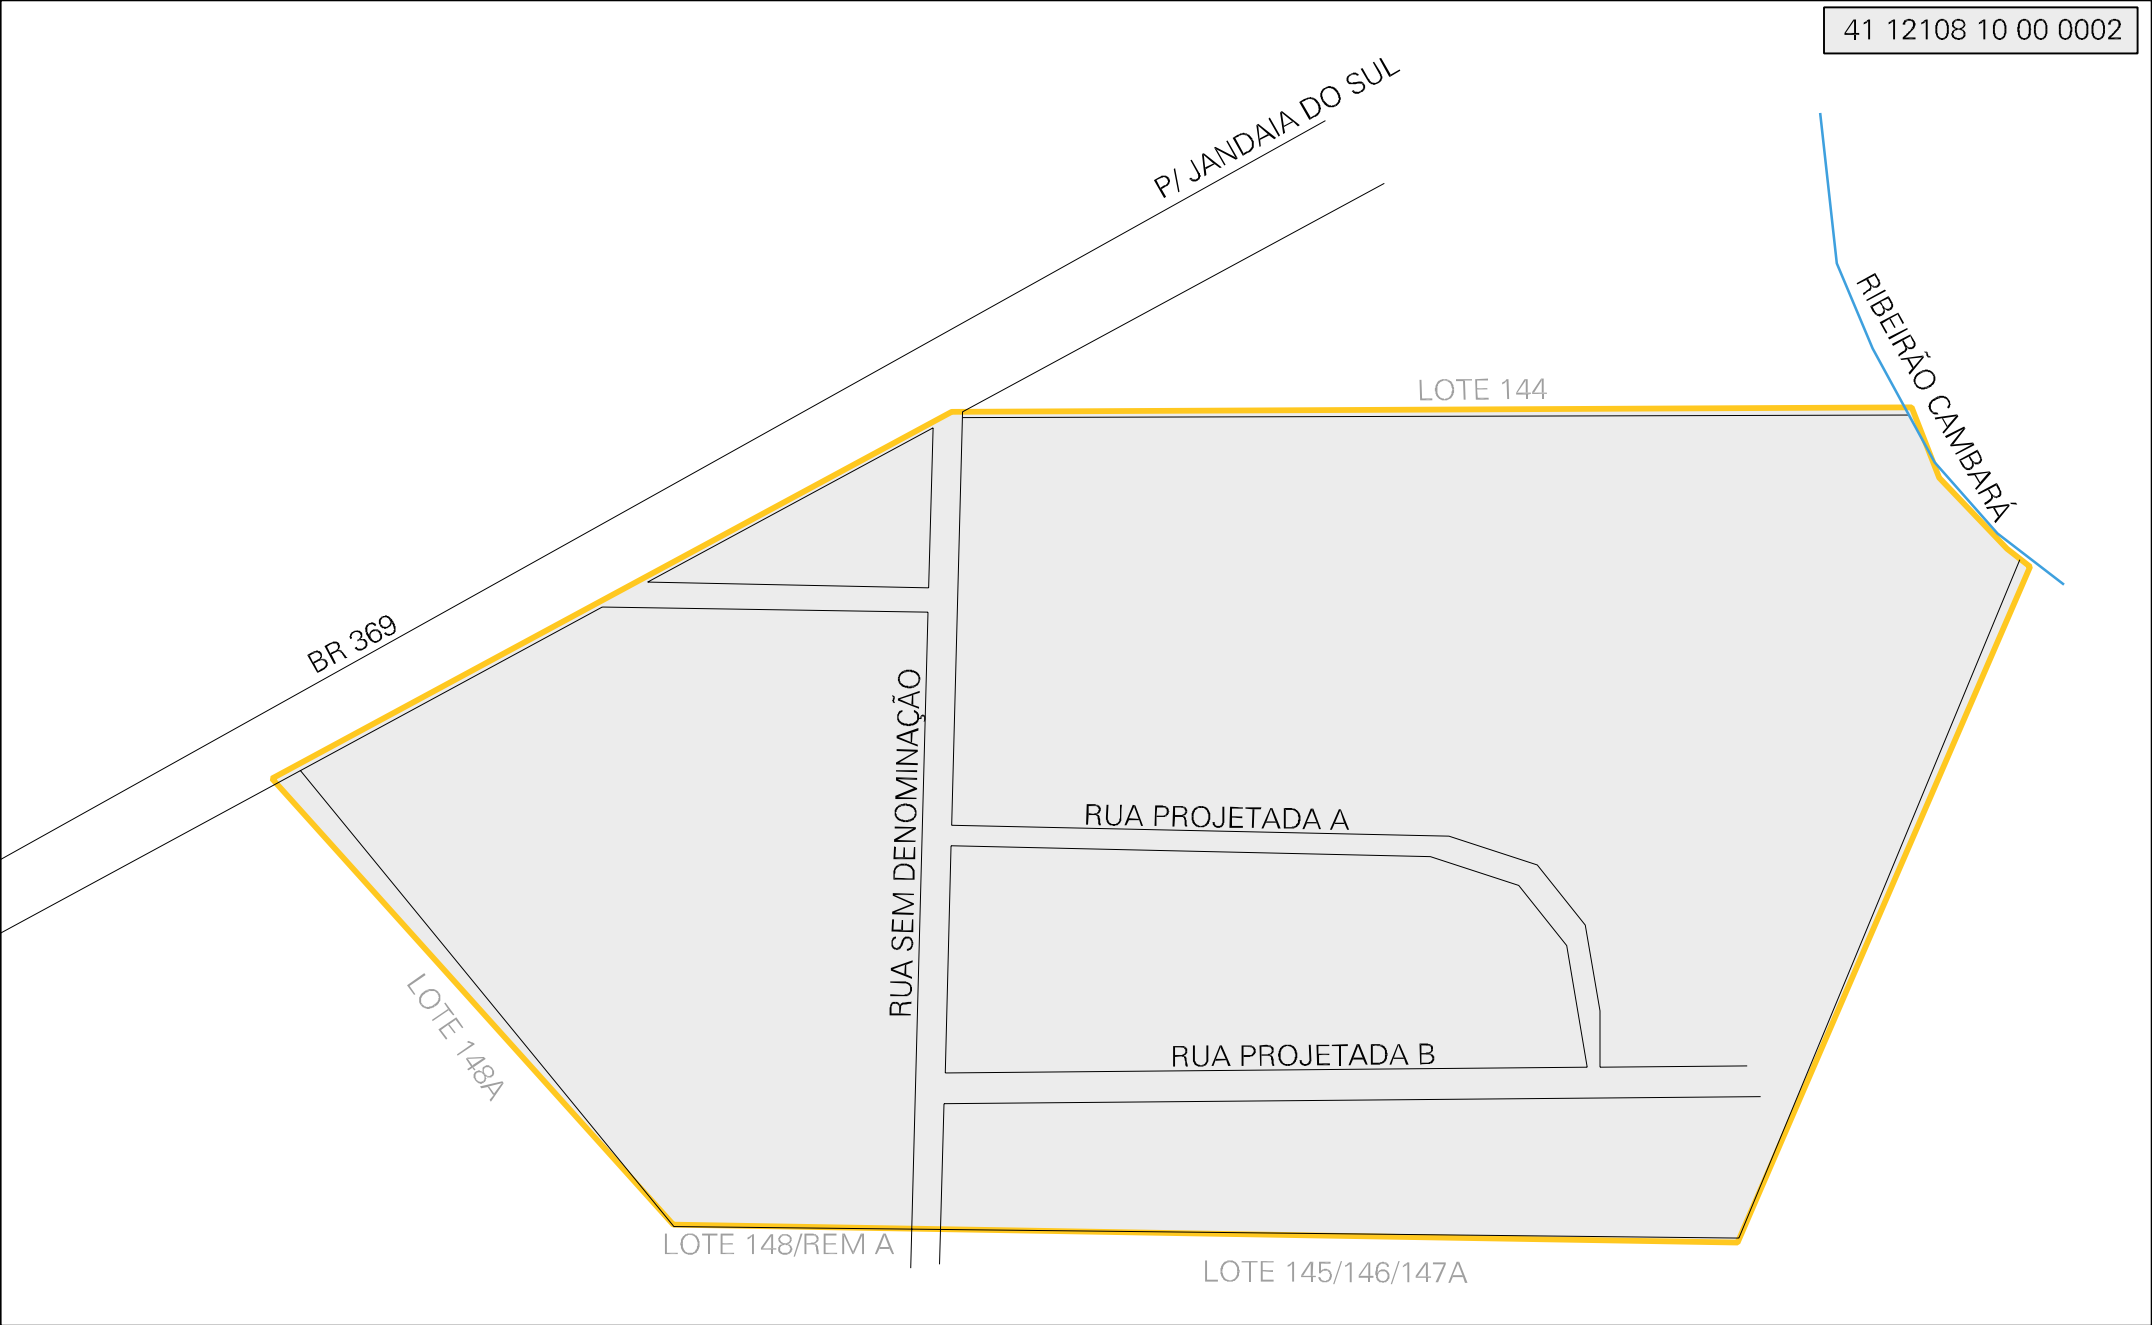 41 12108 10 00 0002
P/ JANDAIA DO SUL
RIBEIRÃO CAMBARÁ
LOTE 144
BR 369
RUA SEM DENOMINAÇÃO
RUA PROJETADA A
LOTE 148A
RUA PROJETADA B
LOTE 148/REM A
LOTE 145/146/147A